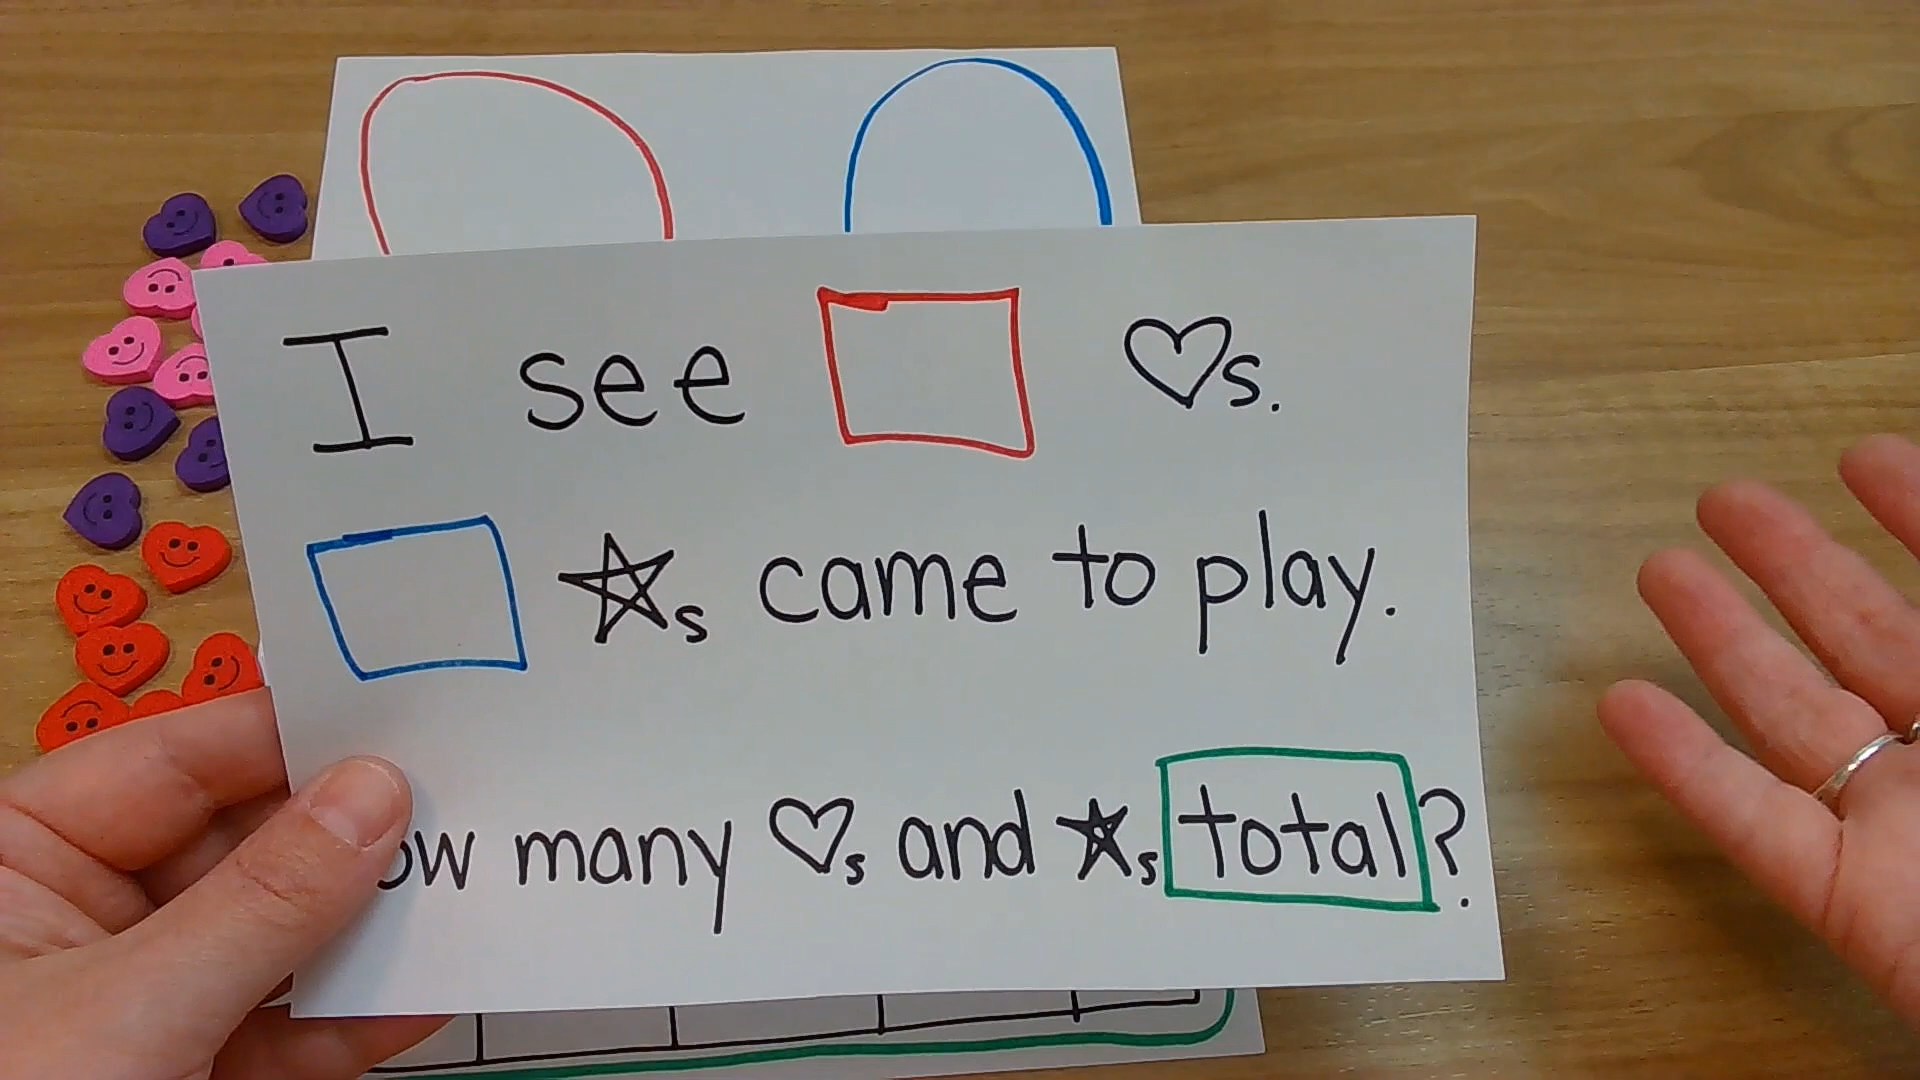 I see ♡s.
☆s came to play.
ow many ♡s and ☆s total?